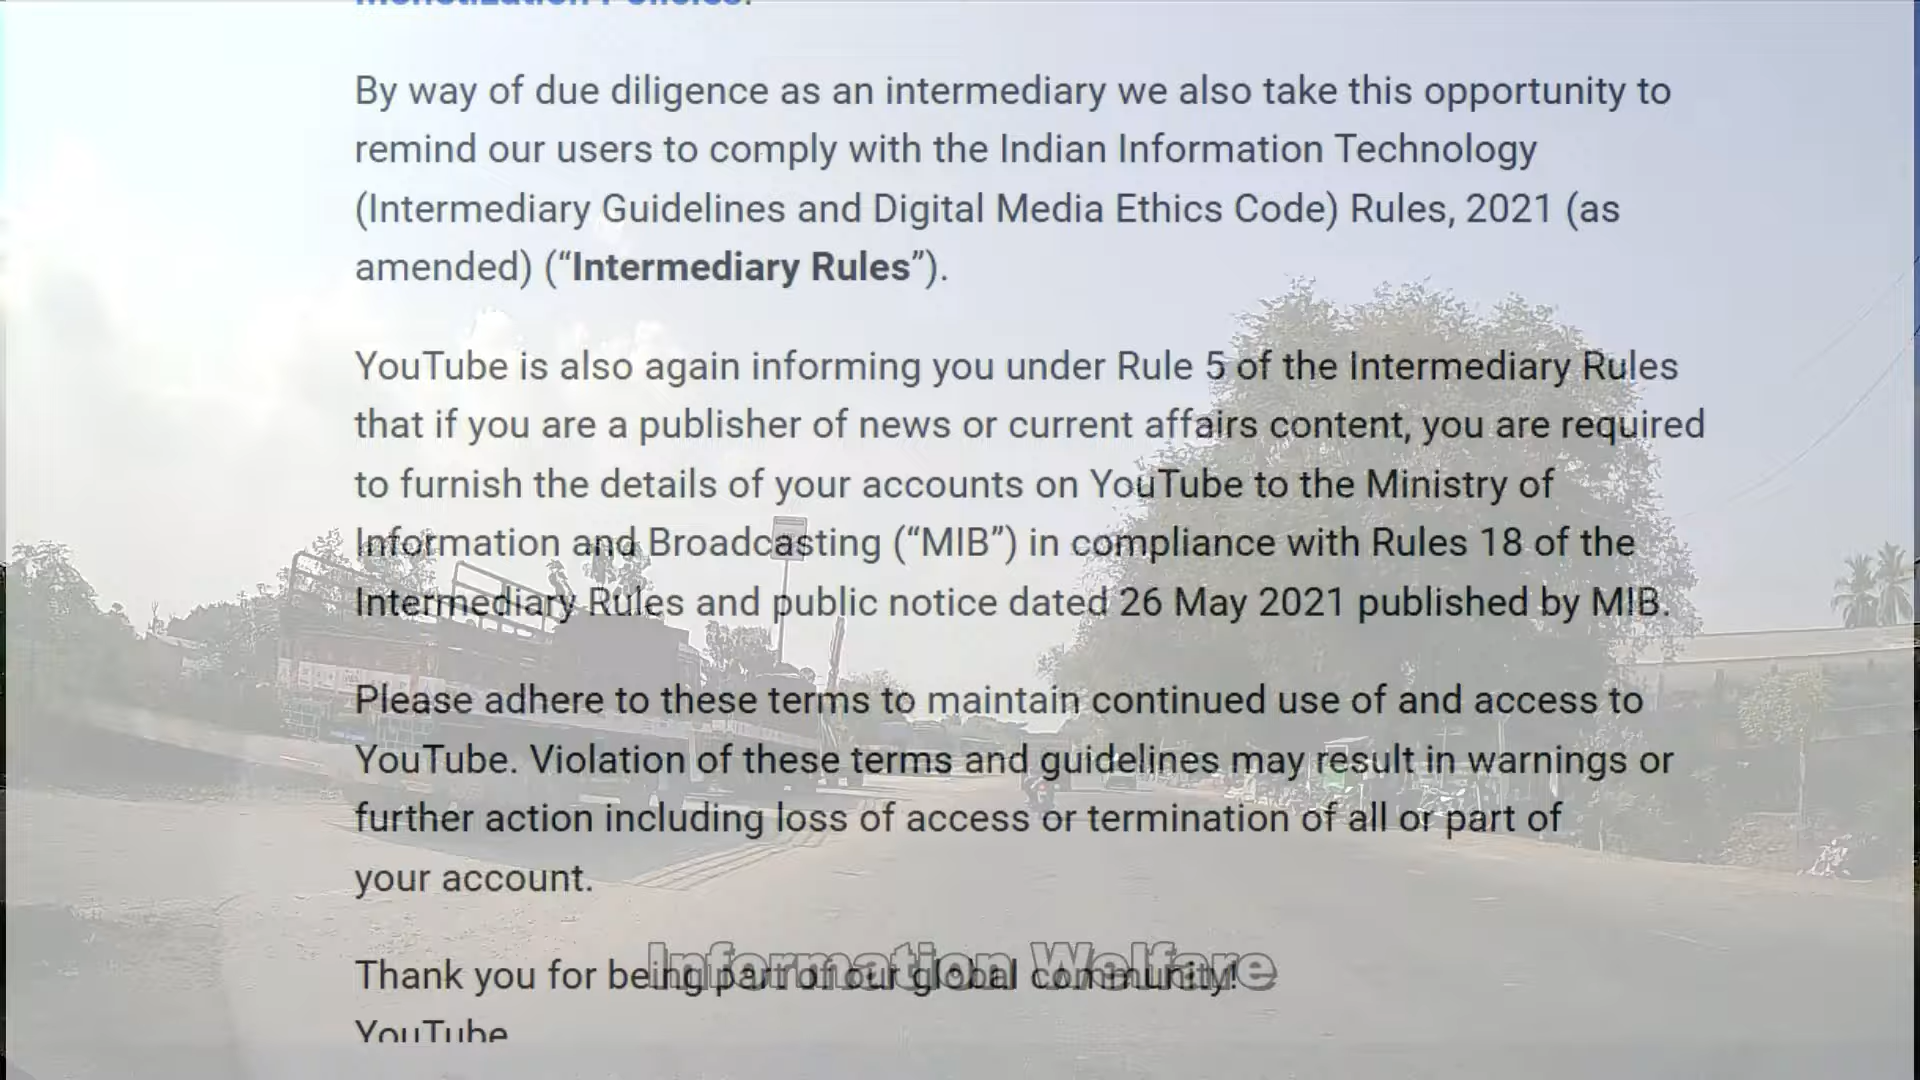 Monetization Policies.
By way of due diligence as an intermediary we also take this opportunity to
remind our users to comply with the Indian Information Technology
(Intermediary Guidelines and Digital Media Ethics Code) Rules, 2021 (as
amended) (“Intermediary Rules”).
YouTube is also again informing you under Rule 5 of the Intermediary Rules
that if you are a publisher of news or current affairs content, you are required
to furnish the details of your accounts on YouTube to the Ministry of
Information and Broadcasting (“MIB”) in compliance with Rules 18 of the
Intermediary Rules and public notice dated 26 May 2021 published by MIB.
Please adhere to these terms to maintain continued use of and access to
YouTube. Violation of these terms and guidelines may result in warnings or
further action including loss of access or termination of all or part of
your account.
Thank you for being part of our global community!
Information Welfare
YouTube